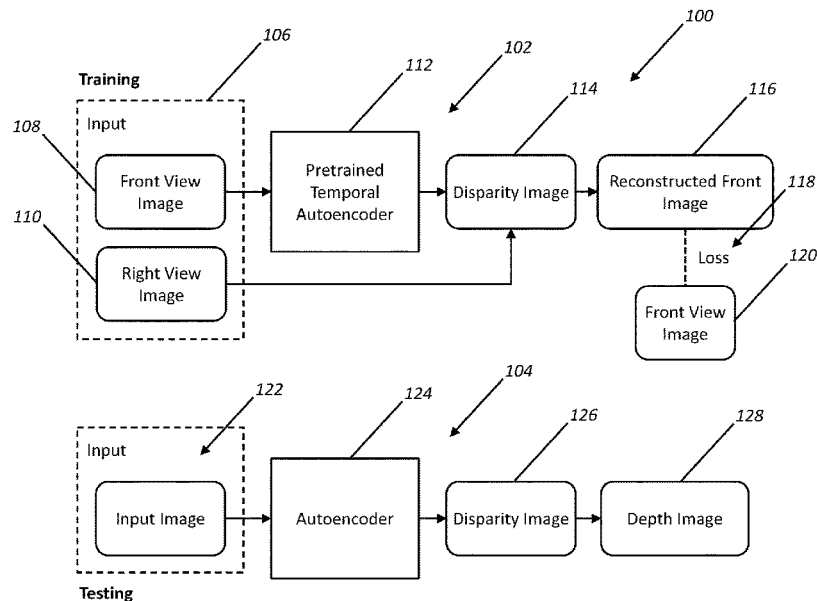 106
112
102
114
100
116
Training
Input
108
Front View
Image
Pretrained
Temporal
Autoencoder
Disparity Image
Reconstructed Front
Image
118
110
Right View
Image
Loss
120
Front View
Image
122
124
104
126
128
Input
Input Image
Autoencoder
Disparity Image
Depth Image
Testing